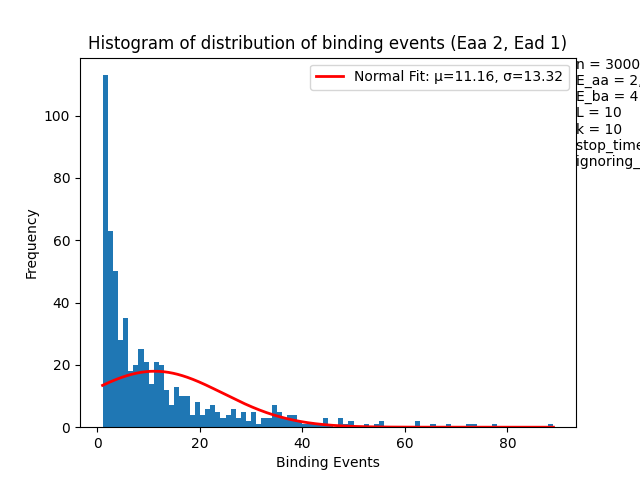 Histogram of distribution of binding events (Eaa 2, Ead 1)
Normal Fit: μ=11.16, σ=13.32
n = 3000
E_aa = 2,
E_ba = 4
L = 10
k = 10
stop_time
ignoring_
Frequency
100
80
60
40
20
0
0 20 40 60 80
Binding Events